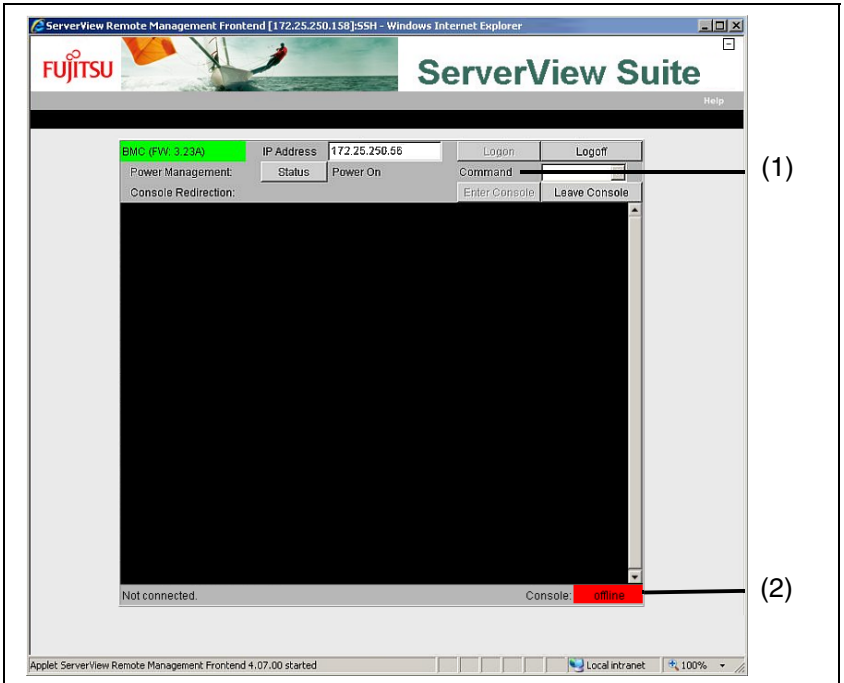 ServerView Remote Management Frontend [172.25.250.158]:SSH - Windows Internet Explorer
FUJITSU
ServerView Suite
Help
BMC (FW: 3.23A) IP Address 172.25.250.58 Logon Logoff
Power Management: Status Power On Command
Console Redirection: Enter Console Leave Console
(1)
Not connected. Console: offline
(2)
Applet ServerView Remote Management Frontend 4.07.00 started Local intranet 100%